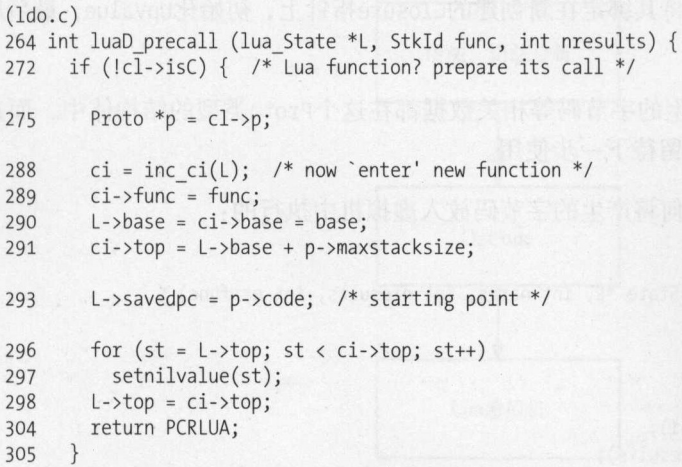 (ldo.c)
264 int luaD_precall (lua_State *L, StkId func, int nresults) {
272 if (!cl->isC) { /* Lua function? prepare its call */
275 Proto *p = cl->p;
288 ci = inc_ci(L); /* now `enter' new function */
289 ci->func = func;
290 L->base = ci->base = base;
291 ci->top = L->base + p->maxstacksize;
293 L->savedpc = p->code; /* starting point */
296 for (st = L->top; st < ci->top; st++)
297 setnilvalue(st);
298 L->top = ci->top;
304 return PCRLUA;
305 }